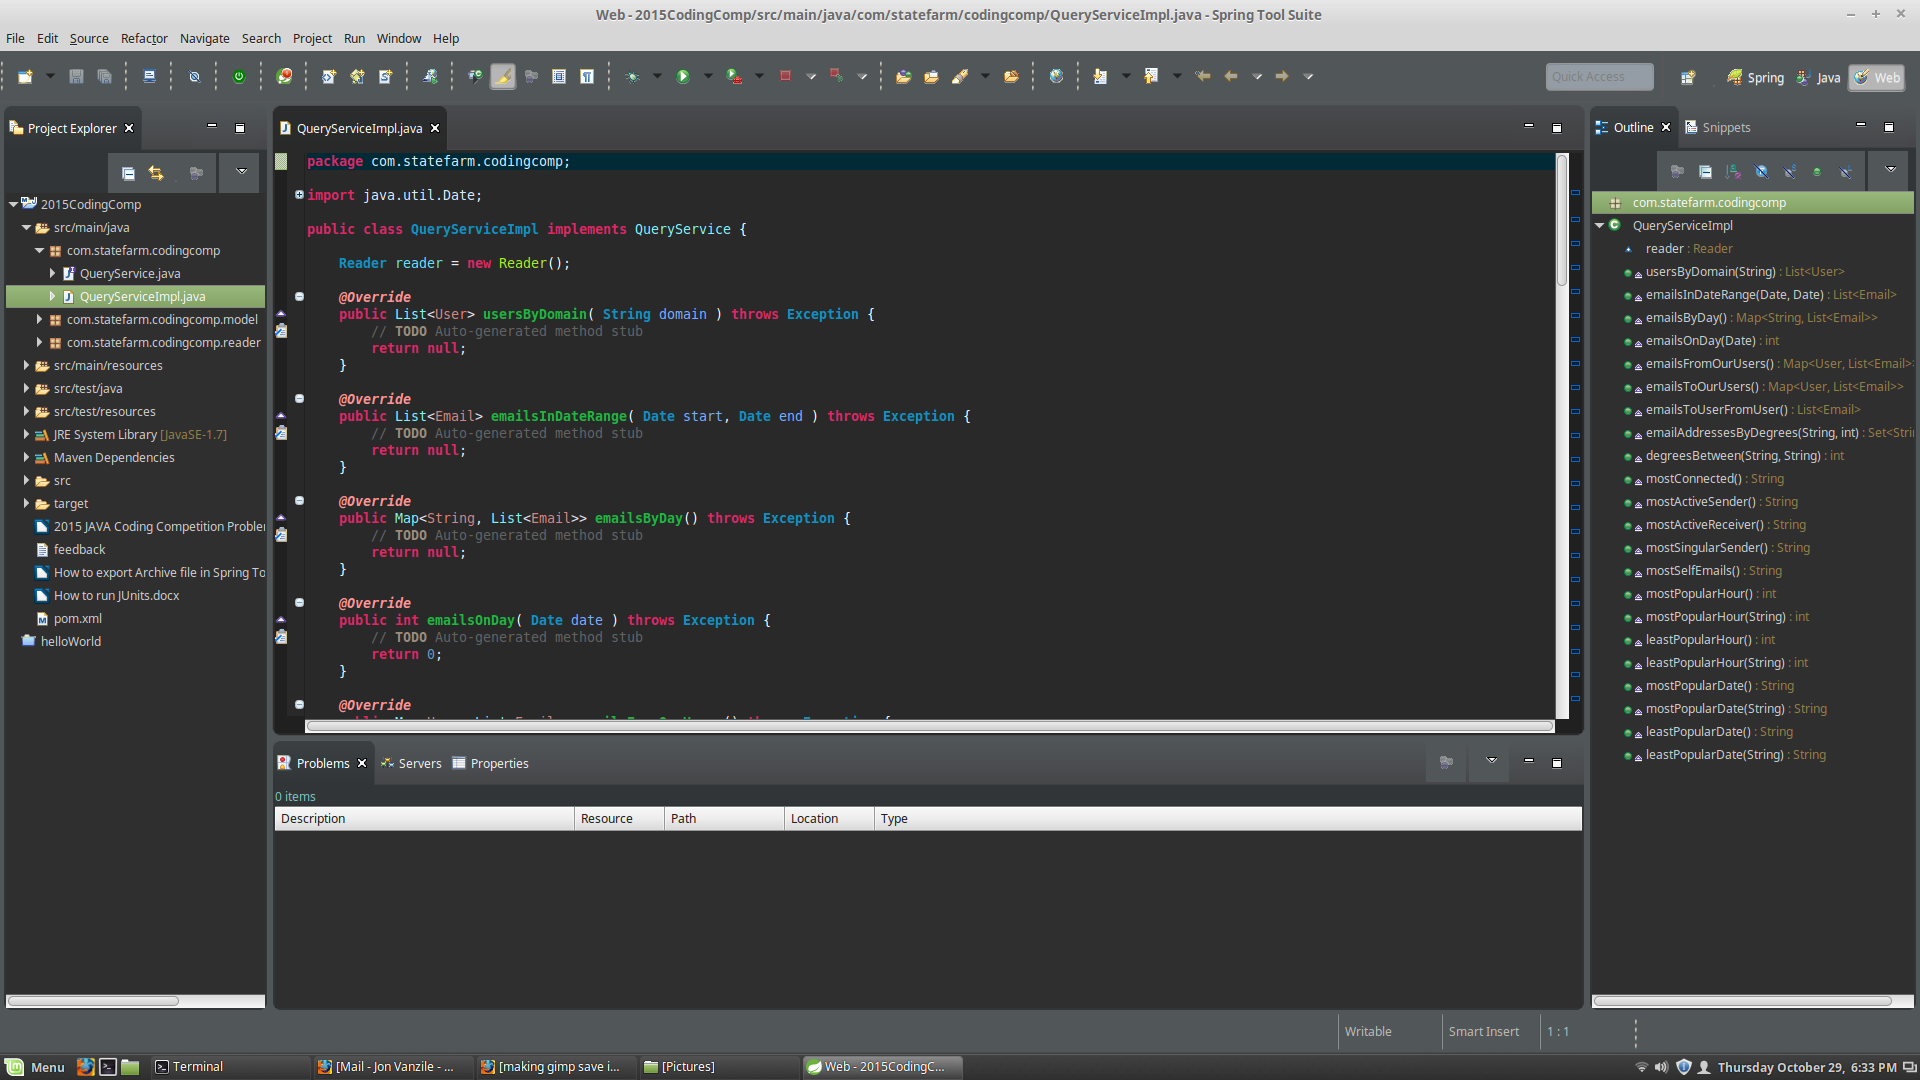 Web - 2015CodingComp/src/main/java/com/statefarm/codingcomp/QueryServiceImpl.java - Spring Tool Suite
File Edit Source Refactor Navigate Search Project Run Window Help
Quick Access Spring Java Web
Project Explorer
2015CodingComp
src/main/java
com.statefarm.codingcomp
QueryService.java
QueryServiceImpl.java
com.statefarm.codingcomp.model
com.statefarm.codingcomp.reader
src/main/resources
src/test/java
src/test/resources
JRE System Library [JavaSE-1.7]
Maven Dependencies
src
target
2015 JAVA Coding Competition Probler
feedback
How to export Archive file in Spring To
How to run JUnits.docx
pom.xml
helloWorld
QueryServiceImpl.java
package com.statefarm.codingcomp;
import java.util.Date;
public class QueryServiceImpl implements QueryService {
Reader reader = new Reader();
@Override
public List<User> usersByDomain( String domain ) throws Exception {
// TODO Auto-generated method stub
return null;
}
@Override
public List<Email> emailsInDateRange( Date start, Date end ) throws Exception {
// TODO Auto-generated method stub
return null;
}
@Override
public Map<String, List<Email>> emailsByDay() throws Exception {
// TODO Auto-generated method stub
return null;
}
@Override
public int emailsOnDay( Date date ) throws Exception {
// TODO Auto-generated method stub
return 0;
}
@Override
Problems Servers Properties
0 items
Description Resource Path Location Type
Outline Snippets
com.statefarm.codingcomp
QueryServiceImpl
reader : Reader
usersByDomain(String) : List<User>
emailsInDateRange(Date, Date) : List<Email>
emailsByDay() : Map<String, List<Email>>
emailsOnDay(Date) : int
emailsFromOurUsers() : Map<User, List<Email>
emailsToOurUsers() : Map<User, List<Email>>
emailsToUserFromUser() : List<Email>
emailAddressesByDegrees(String, int) : Set<Stri
degreesBetween(String, String) : int
mostConnected() : String
mostActiveSender() : String
mostActiveReceiver() : String
mostSingularSender() : String
mostSelfEmails() : String
mostPopularHour() : int
mostPopularHour(String) : int
leastPopularHour() : int
leastPopularHour(String) : int
mostPopularDate() : String
mostPopularDate(String) : String
leastPopularDate() : String
leastPopularDate(String) : String
Writable Smart Insert 1 : 1
Menu Terminal [Mail - Jon Vanzile - ... [making gimp save i... [Pictures] Web - 2015CodingC... Thursday October 29, 6:33 PM